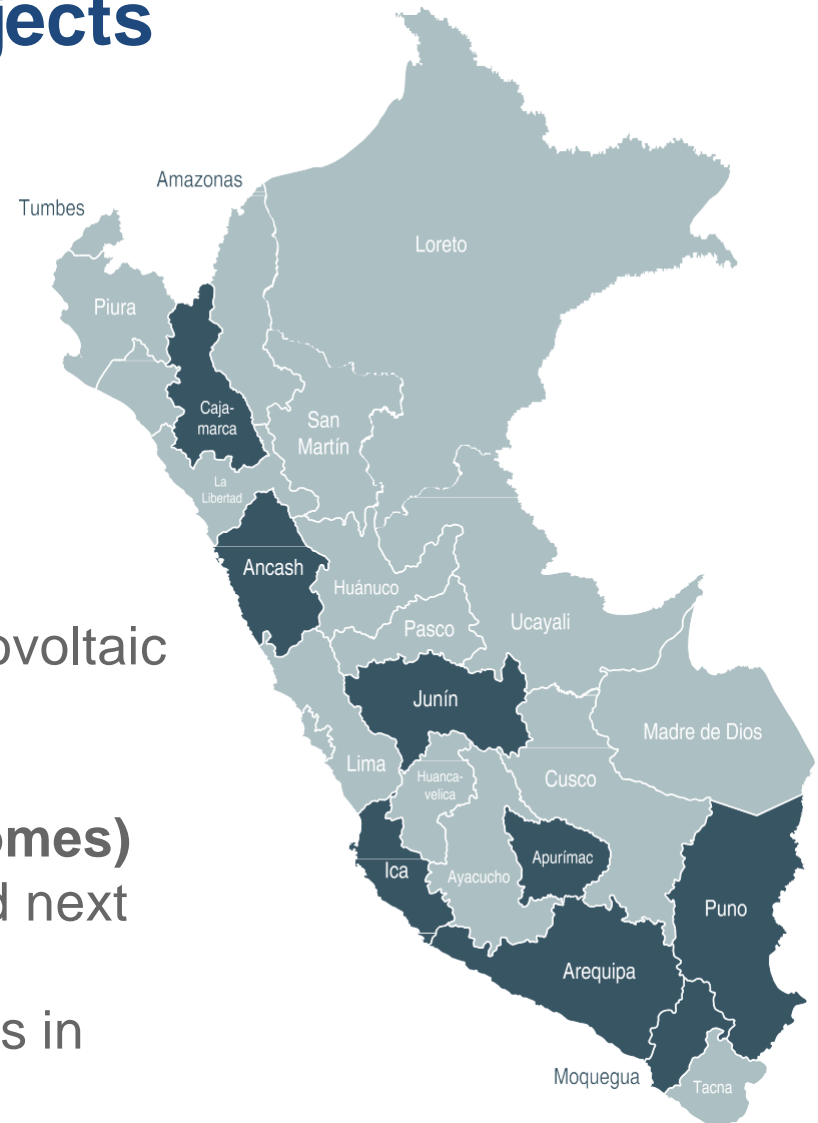 jects
Amazonas
Tumbes
Loreto
Piura
Caja-
marca
San
Martín
La
Libertad
Ancash
Huánuco
Ucayali
Pasco
ovoltaic
Junín
Madre de Dios
Lima
Huanca-
velica
Cusco
omes)
Ica
Ayacucho
Apurímac
d next
Puno
Arequipa
s in
Moquegua
Tacna